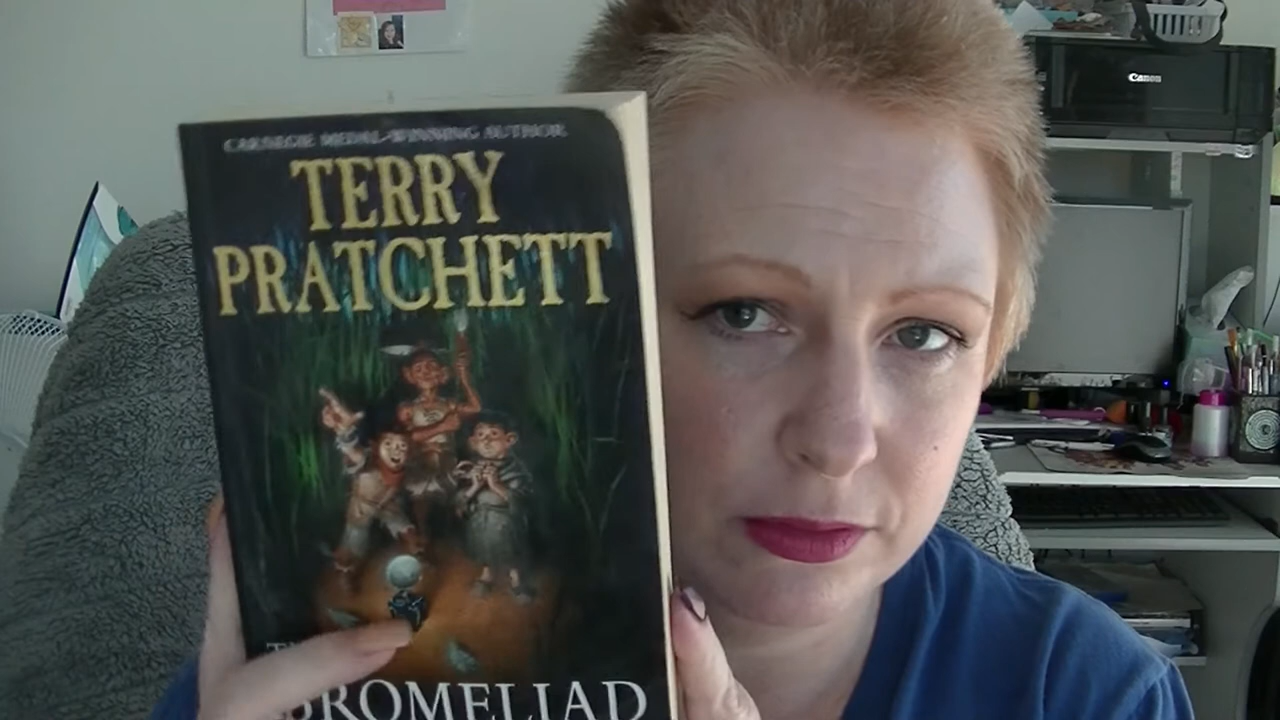 CARNEGIE MEDAL-WINNING AUTHOR
TERRY
PRATCHETT
BROMELIAD
Canon